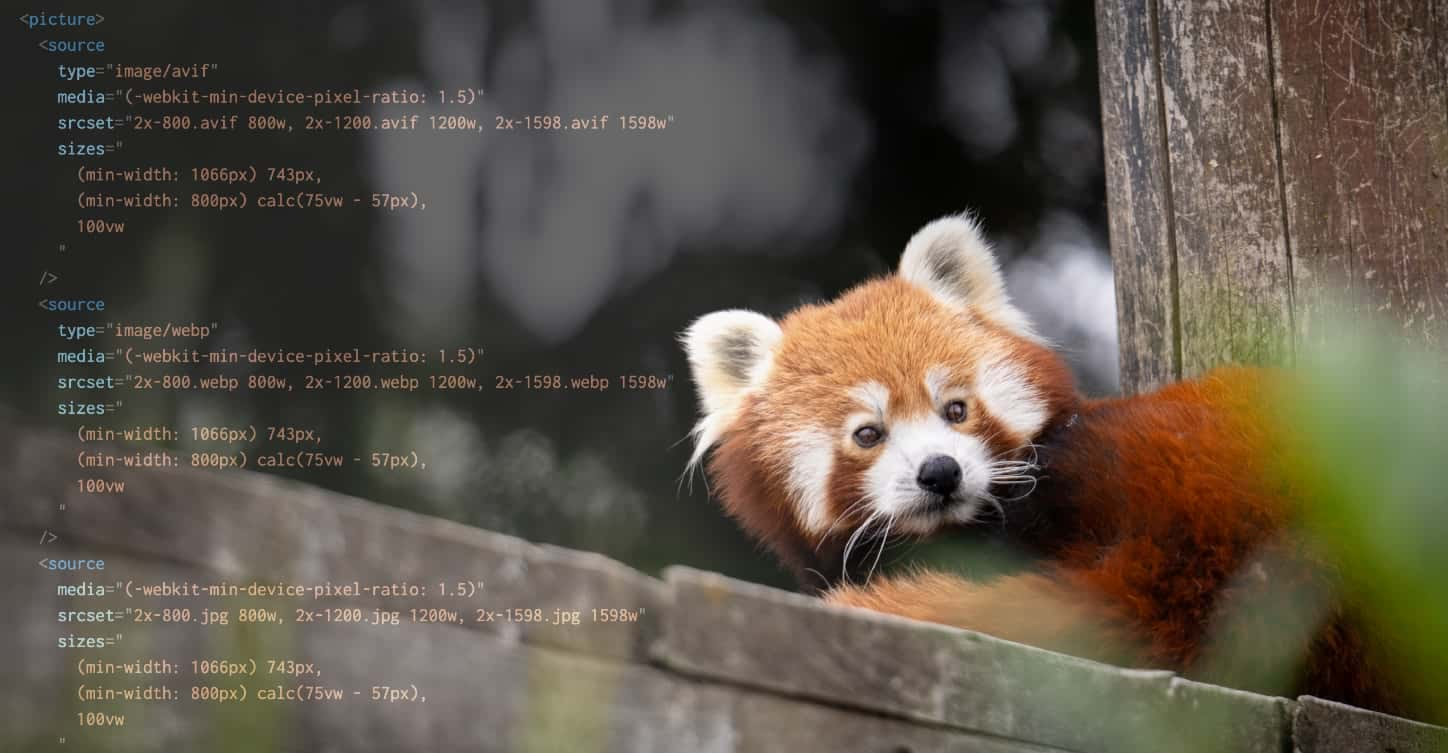 <picture>
  <source
    type="image/avif"
    media="(-webkit-min-device-pixel-ratio: 1.5)"
    srcset="2x-800.avif 800w, 2x-1200.avif 1200w, 2x-1598.avif 1598w"
    sizes="
      (min-width: 1066px) 743px,
      (min-width: 800px) calc(75vw - 57px),
      100vw
    "
  />
  <source
    type="image/webp"
    media="(-webkit-min-device-pixel-ratio: 1.5)"
    srcset="2x-800.webp 800w, 2x-1200.webp 1200w, 2x-1598.webp 1598w"
    sizes="
      (min-width: 1066px) 743px,
      (min-width: 800px) calc(75vw - 57px),
      100vw
    "
  />
  <source
    media="(-webkit-min-device-pixel-ratio: 1.5)"
    srcset="2x-800.jpg 800w, 2x-1200.jpg 1200w, 2x-1598.jpg 1598w"
    sizes="
      (min-width: 1066px) 743px,
      (min-width: 800px) calc(75vw - 57px),
      100vw
    "